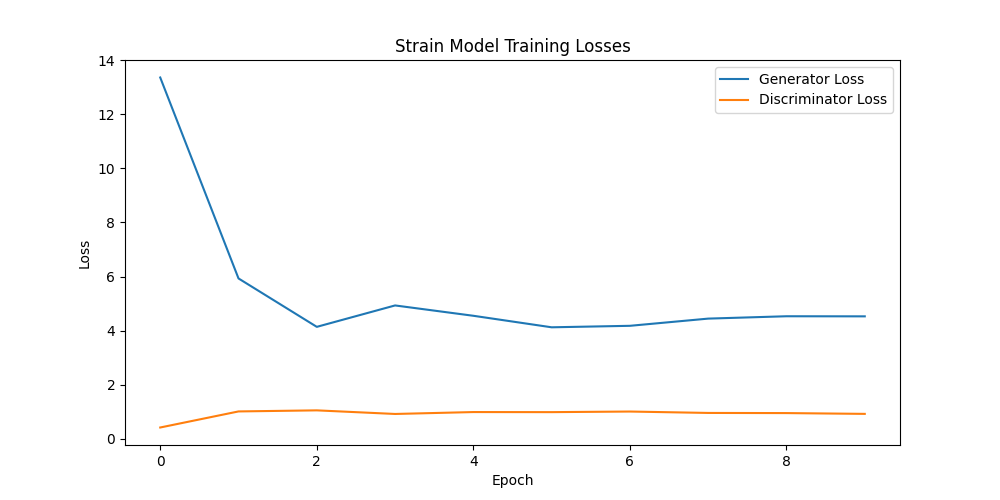 Strain Model Training Losses
Generator Loss
Discriminator Loss
14
12
10
8
6
4
2
0
Loss
0 2 4 6 8
Epoch